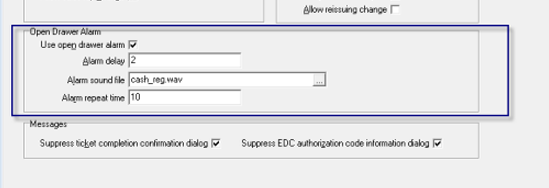 Allow reissuing change
Open Drawer Alarm
Use open drawer alarm
Alarm delay 2
Alarm sound file cash_reg.wav ...
Alarm repeat time 10
Messages
Suppress ticket completion confirmation dialog Suppress EDC authorization code information dialog